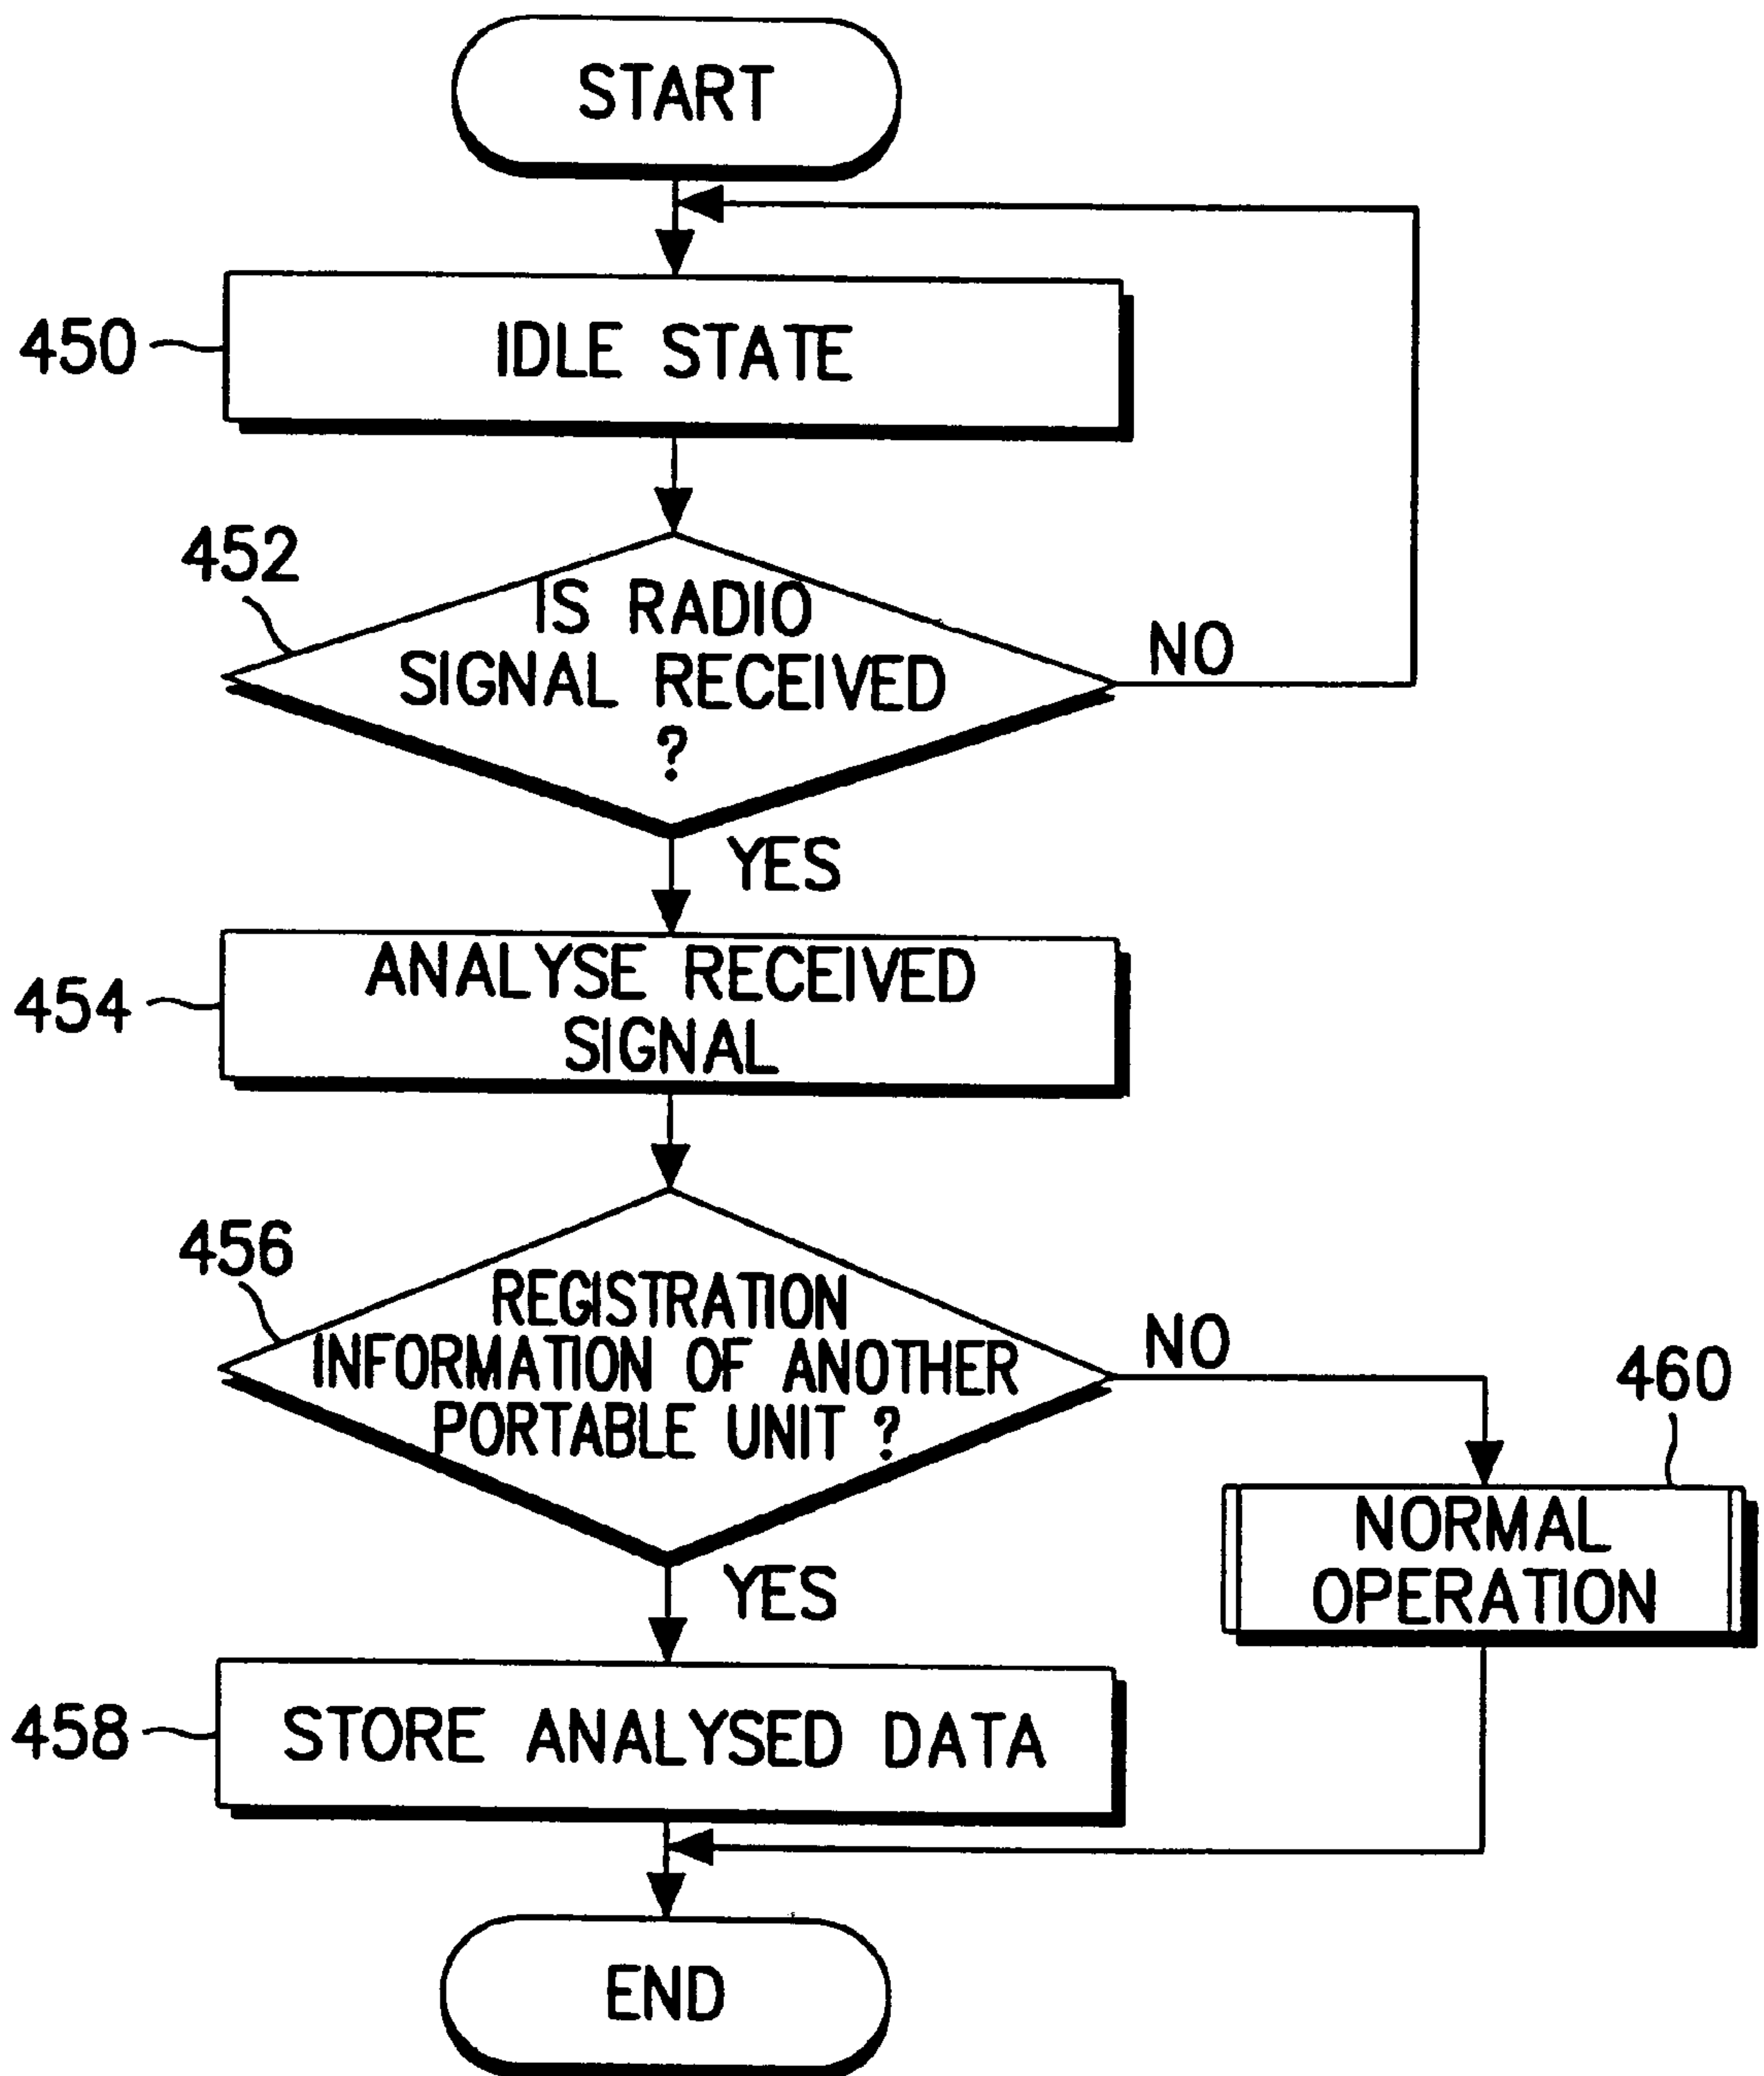 START
450
IDLE STATE
452
IS RADIO
SIGNAL RECEIVED
?
NO
YES
454
ANALYSE RECEIVED
SIGNAL
456
REGISTRATION
INFORMATION OF ANOTHER
PORTABLE UNIT ?
NO
460
NORMAL
OPERATION
YES
458
STORE ANALYSED DATA
END